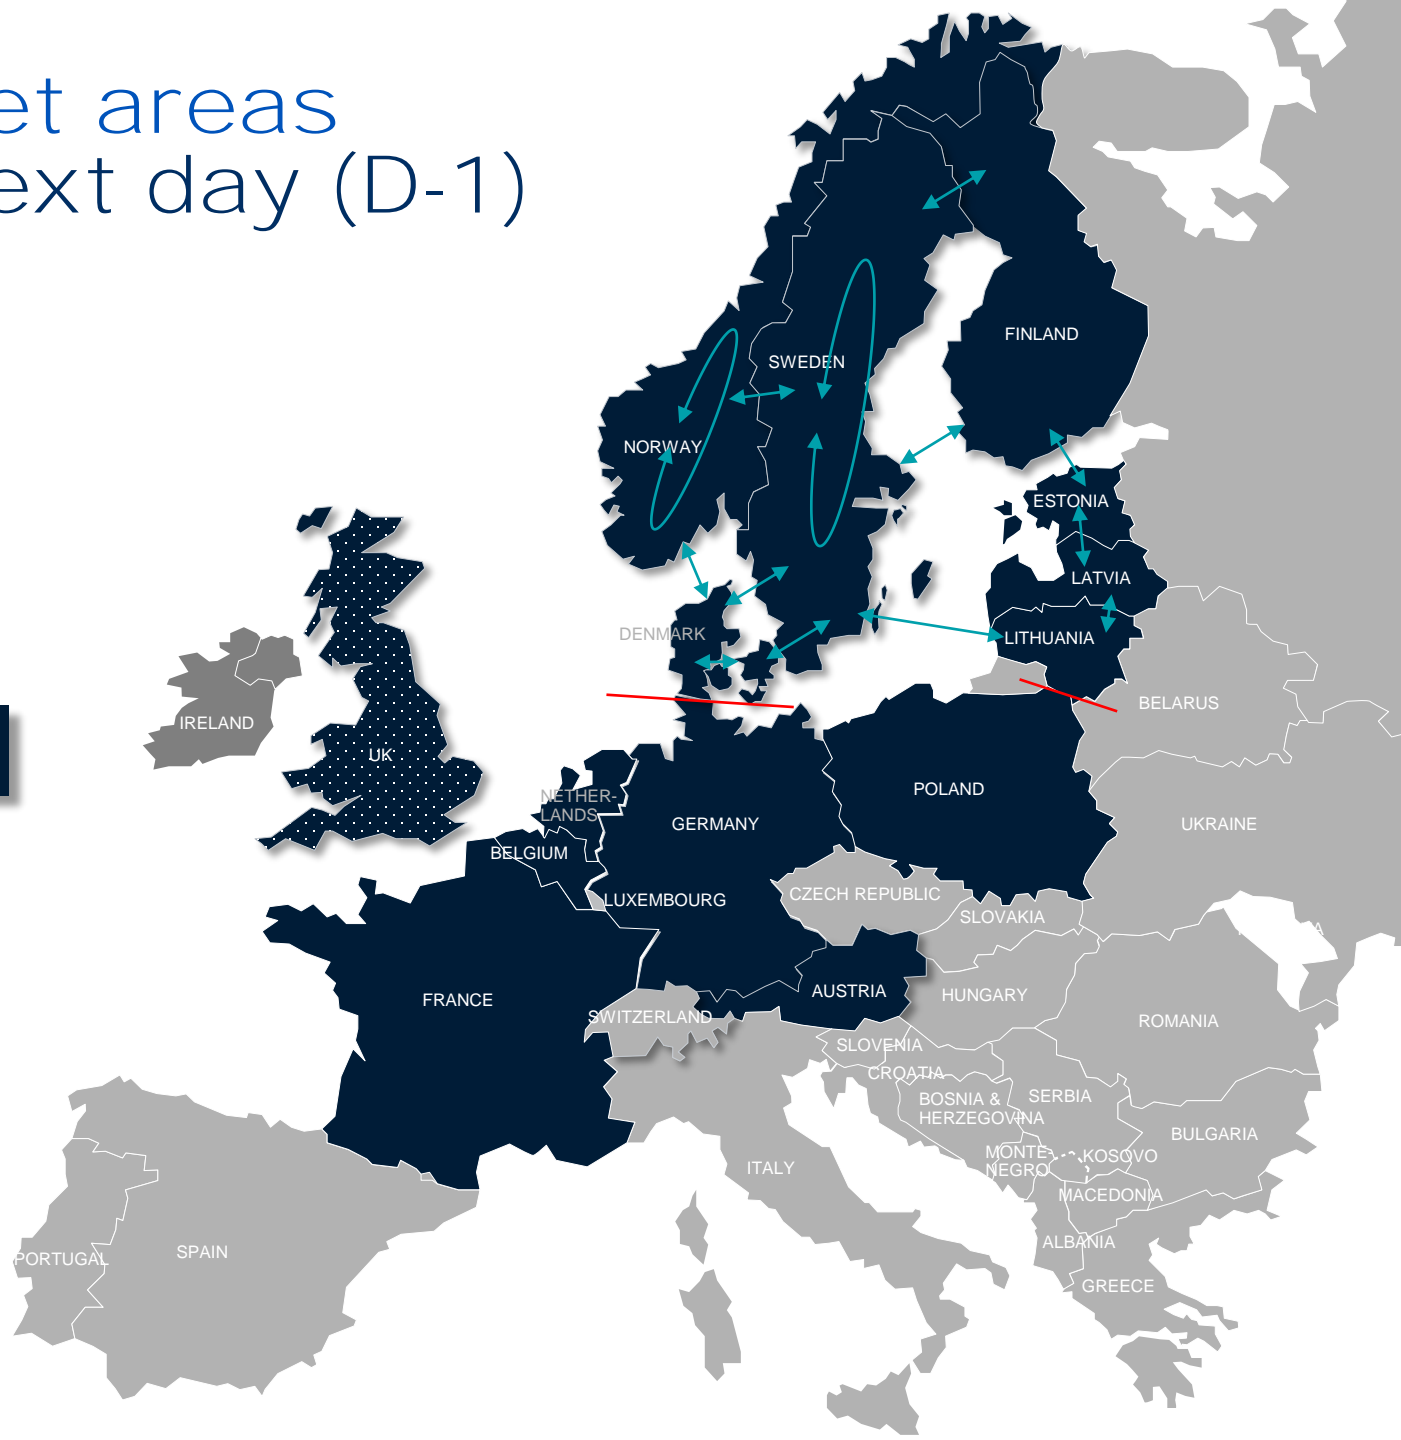 et areas
ext day (D-1)
FINLAND
SWEDEN
NORWAY
ESTONIA
LATVIA
DENMARK
LITHUANIA
BELARUS
IRELAND
UK
POLAND
NETHER-
LANDS
GERMANY
UKRAINE
BELGIUM
CZECH REPUBLIC
LUXEMBOURG
SLOVAKIA
AUSTRIA
HUNGARY
FRANCE
SWITZERLAND
ROMANIA
SLOVENIA
CROATIA
BOSNIA &
HERZEGOVINA
SERBIA
BULGARIA
MONTE-
NEGRO
KOSOVO
ITALY
MACEDONIA
ALBANIA
SPAIN
PORTUGAL
GREECE